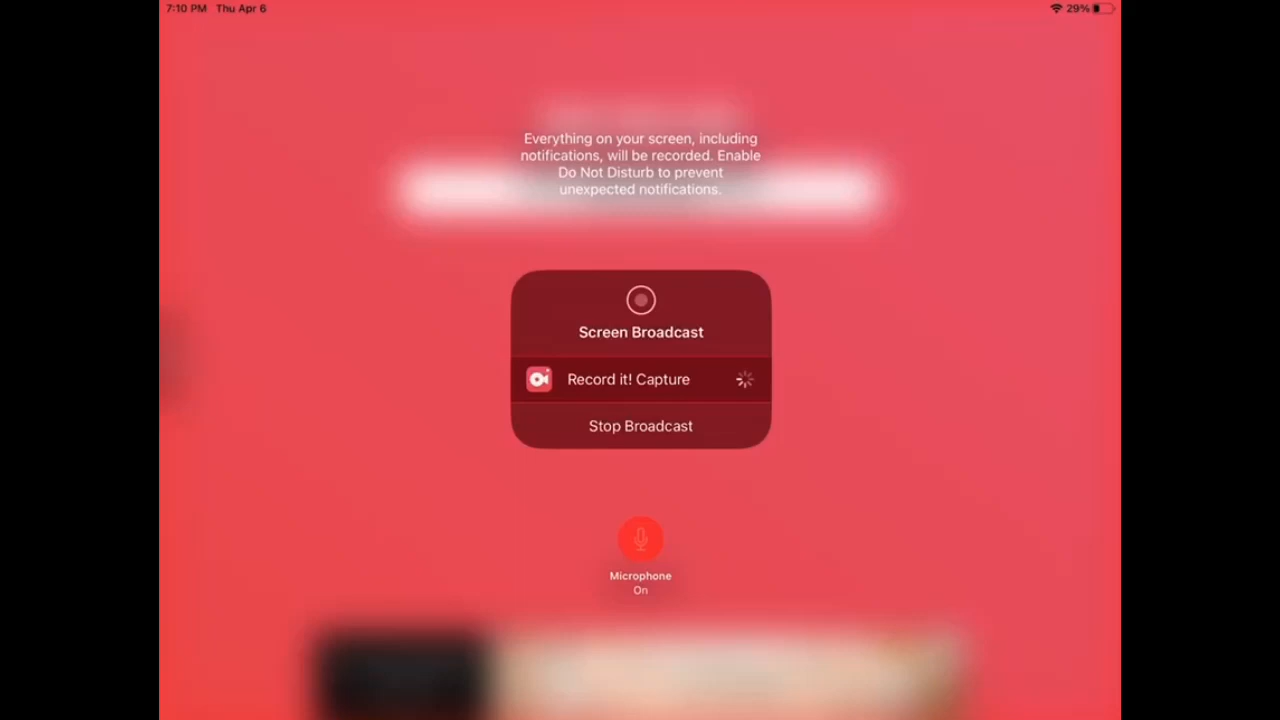 7:10 PM Thu Apr 6
29%
Everything on your screen, including
notifications, will be recorded. Enable
Do Not Disturb to prevent
unexpected notifications.
Screen Broadcast
Record it! Capture
Stop Broadcast
Microphone
On